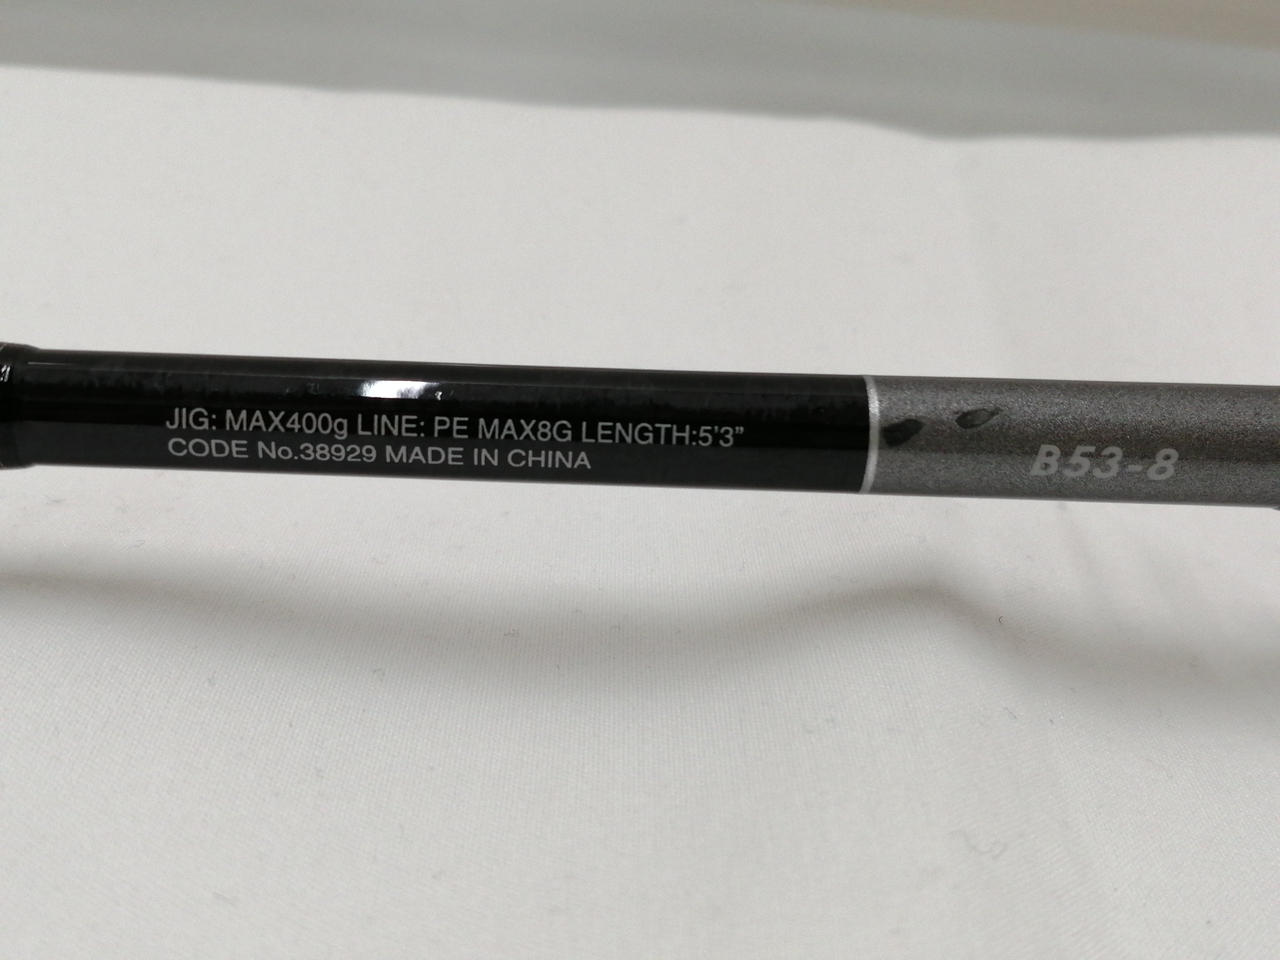 JIG: MAX400g LINE: PE MAX8G LENGTH:5'3”
CODE No.38929 MADE IN CHINA
B53-8